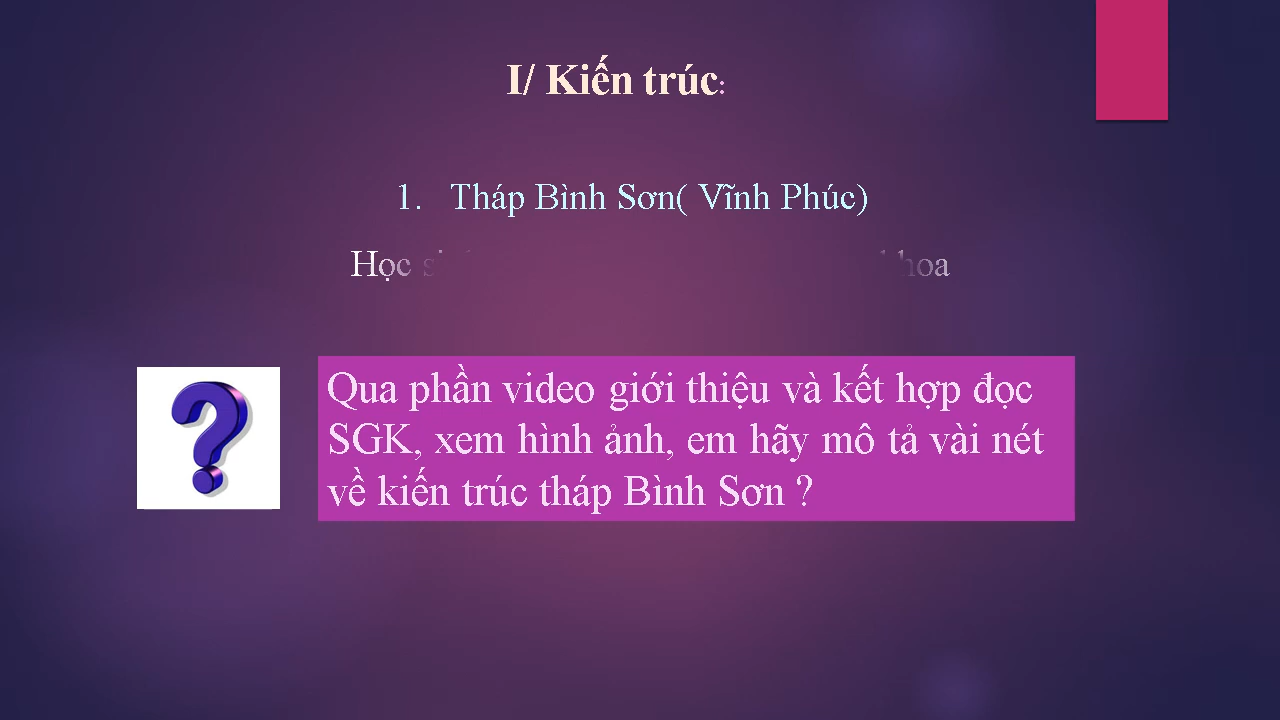 I/ Kiến trúc:
1. Tháp Bình Sơn( Vĩnh Phúc)
Học hoa
Qua phần video giới thiệu và kết hợp đọc
SGK, xem hình ảnh, em hãy mô tả vài nét
về kiến trúc tháp Bình Sơn ?